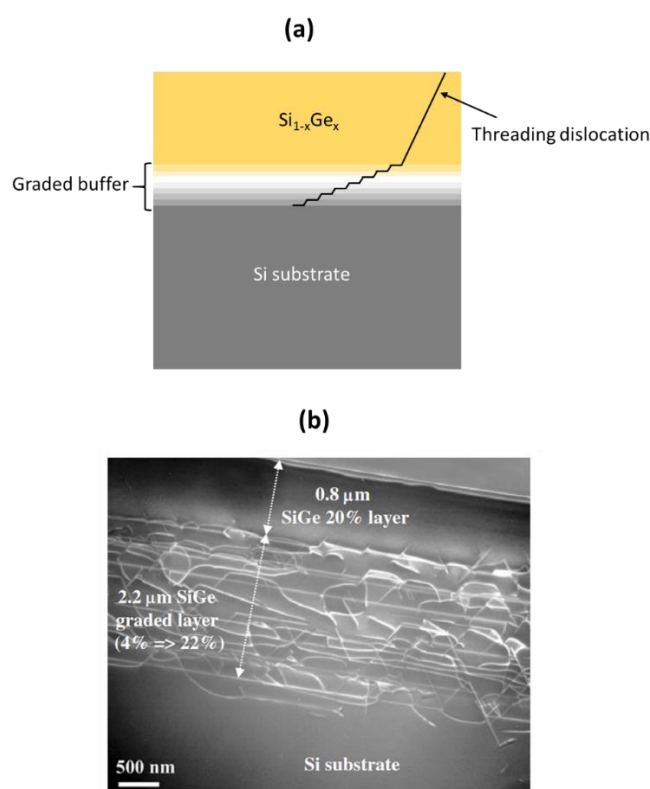 (a)
Si₁₋ₓGeₓ
Threading dislocation
Graded buffer
Si substrate
(b)
0.8 µm
SiGe 20% layer
2.2 µm SiGe
graded layer
(4% => 22%)
Si substrate
500 nm